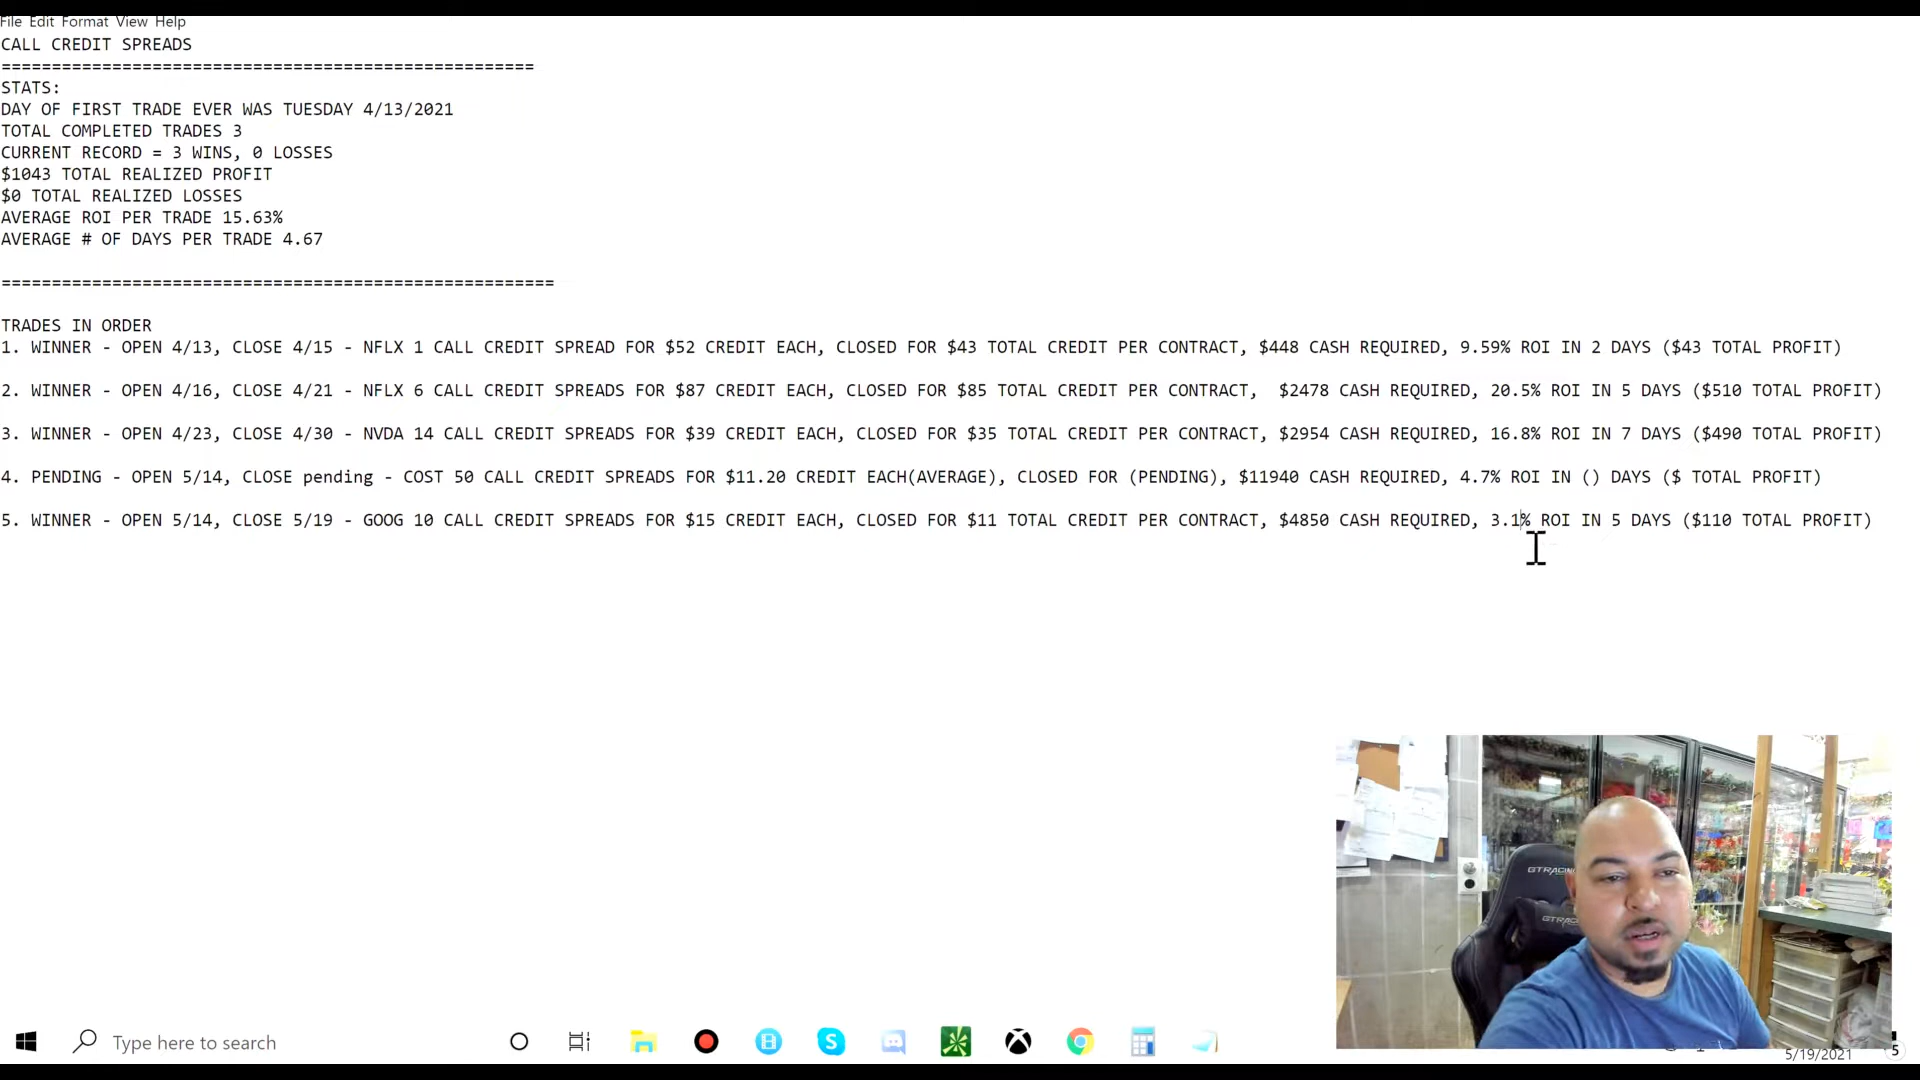 File Edit Format View Help
CALL CREDIT SPREADS
=====================================================
STATS:
DAY OF FIRST TRADE EVER WAS TUESDAY 4/13/2021
TOTAL COMPLETED TRADES 3
CURRENT RECORD = 3 WINS, 0 LOSSES
$1043 TOTAL REALIZED PROFIT
$0 TOTAL REALIZED LOSSES
AVERAGE ROI PER TRADE 15.63%
AVERAGE # OF DAYS PER TRADE 4.67
=======================================================
TRADES IN ORDER
1. WINNER - OPEN 4/13, CLOSE 4/15 - NFLX 1 CALL CREDIT SPREAD FOR $52 CREDIT EACH, CLOSED FOR $43 TOTAL CREDIT PER CONTRACT, $448 CASH REQUIRED, 9.59% ROI IN 2 DAYS ($43 TOTAL PROFIT)
2. WINNER - OPEN 4/16, CLOSE 4/21 - NFLX 6 CALL CREDIT SPREADS FOR $87 CREDIT EACH, CLOSED FOR $85 TOTAL CREDIT PER CONTRACT,  $2478 CASH REQUIRED, 20.5% ROI IN 5 DAYS ($510 TOTAL PROFIT)
3. WINNER - OPEN 4/23, CLOSE 4/30 - NVDA 14 CALL CREDIT SPREADS FOR $39 CREDIT EACH, CLOSED FOR $35 TOTAL CREDIT PER CONTRACT, $2954 CASH REQUIRED, 16.8% ROI IN 7 DAYS ($490 TOTAL PROFIT)
4. PENDING - OPEN 5/14, CLOSE pending - COST 50 CALL CREDIT SPREADS FOR $11.20 CREDIT EACH(AVERAGE), CLOSED FOR (PENDING), $11940 CASH REQUIRED, 4.7% ROI IN () DAYS ($ TOTAL PROFIT)
5. WINNER - OPEN 5/14, CLOSE 5/19 - GOOG 10 CALL CREDIT SPREADS FOR $15 CREDIT EACH, CLOSED FOR $11 TOTAL CREDIT PER CONTRACT, $4850 CASH REQUIRED, 3.1% ROI IN 5 DAYS ($110 TOTAL PROFIT)
GTRACING
GTRACING
Type here to search
5/19/2021
5